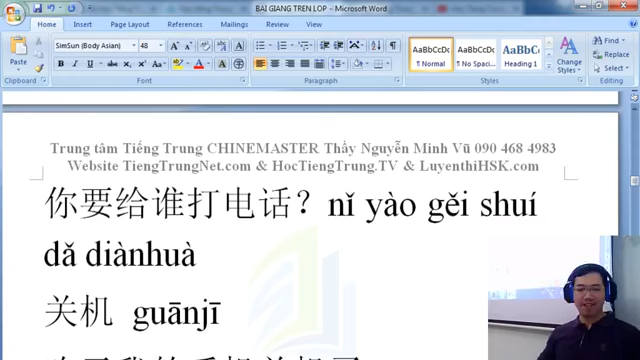 BAI GIANG TREN LOP - Microsoft Word
Home Insert Page Layout References Mailings Review View
Paste
Clipboard
SimSun (Body Asian) 48
Font
Paragraph
AaBbCcDc AaBbCcDc AaBbC
¶ Normal ¶ No Spaci... Heading 1
Change Styles
Styles
Find
Replace
Select
Editing
Trung tâm Tiếng Trung CHINEMASTER Thầy Nguyễn Minh Vũ 090 468 4983
Website TiengTrungNet.com & HocTiengTrung.TV & LuyenthiHSK.com
你要给谁打电话？nǐ yào gěi shuí
dǎ diànhuà
关机 guānjī